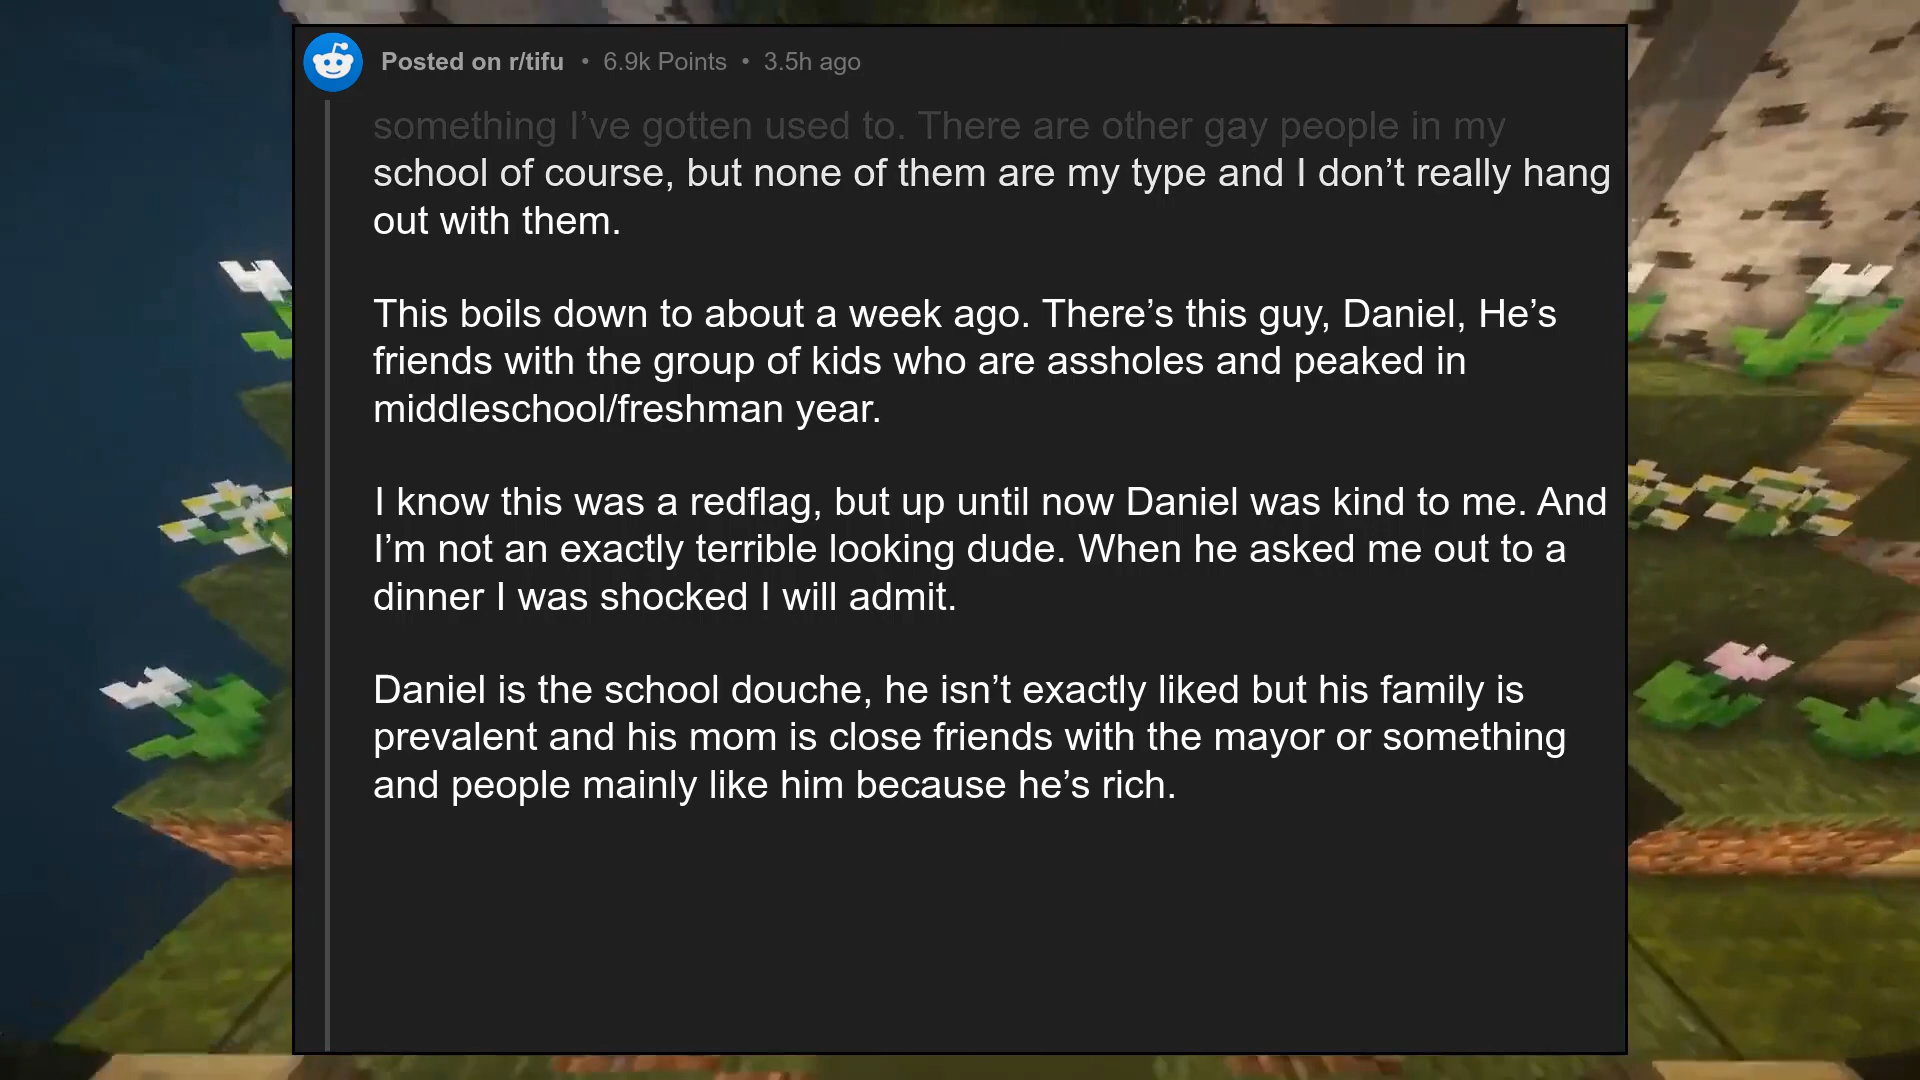 Posted on r/tifu • 6.9k Points • 3.5h ago
something I’ve gotten used to. There are other gay people in my
school of course, but none of them are my type and I don’t really hang
out with them.
This boils down to about a week ago. There’s this guy, Daniel, He’s
friends with the group of kids who are assholes and peaked in
middleschool/freshman year.
I know this was a redflag, but up until now Daniel was kind to me. And
I’m not an exactly terrible looking dude. When he asked me out to a
dinner I was shocked I will admit.
Daniel is the school douche, he isn’t exactly liked but his family is
prevalent and his mom is close friends with the mayor or something
and people mainly like him because he’s rich.